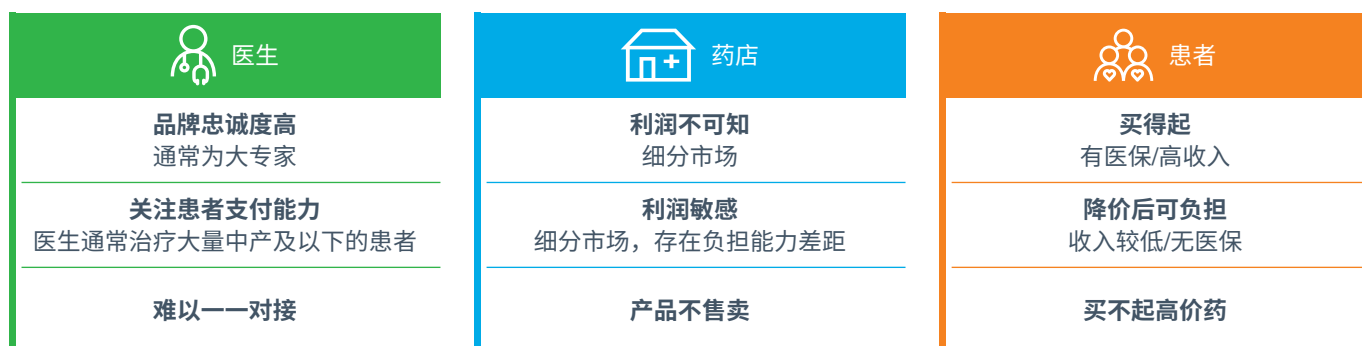 医生
品牌忠诚度高
通常为大专家
关注患者支付能力
医生通常治疗大量中产及以下的患者
难以一一对接
药店
利润不可知
细分市场
利润敏感
细分市场，存在负担能力差距
产品不售卖
患者
买得起
有医保/高收入
降价后可负担
收入较低/无医保
买不起高价药